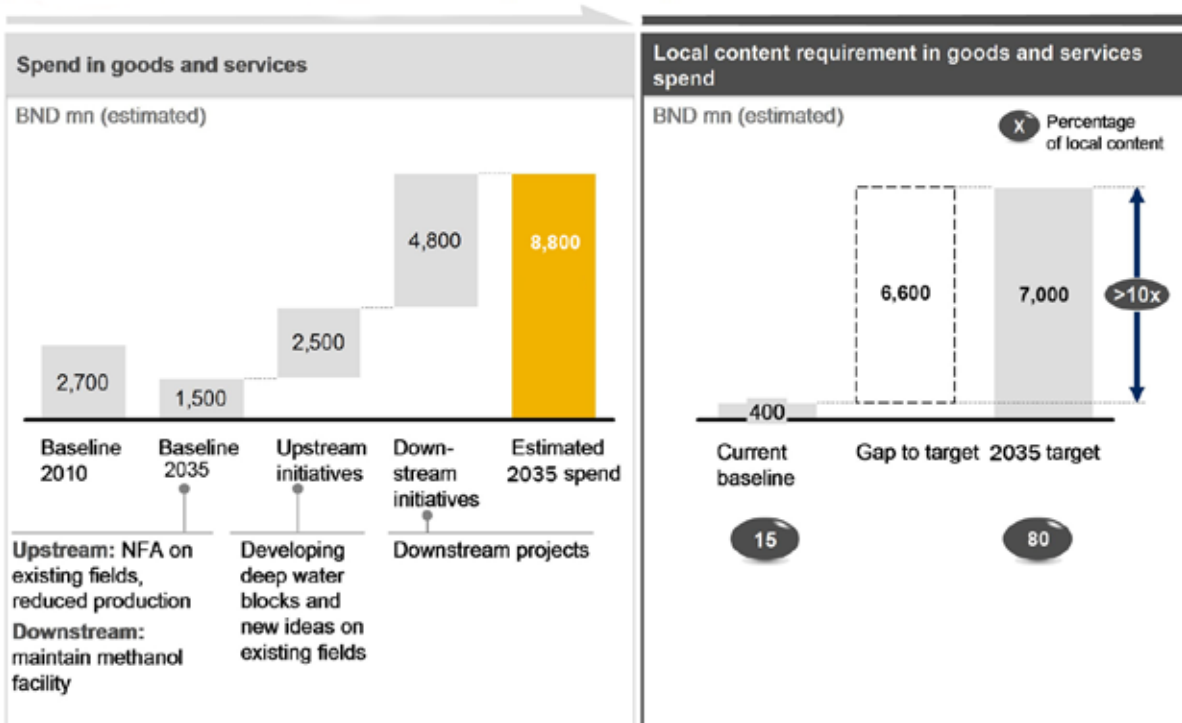 Spend in goods and services
BND mn (estimated)
2,700
1,500
2,500
4,800
8,800
Baseline
2010
Baseline
2035
Upstream
initiatives
Down-
stream
initiatives
Estimated
2035 spend
Upstream: NFA on
existing fields,
reduced production
Downstream:
maintain methanol
facility
Developing
deep water
blocks and
new ideas on
existing fields
Downstream projects
Local content requirement in goods and services
spend
BND mn (estimated)
X
Percentage
of local content
400
6,600
7,000
>10x
Current
baseline
Gap to target
2035 target
15
80